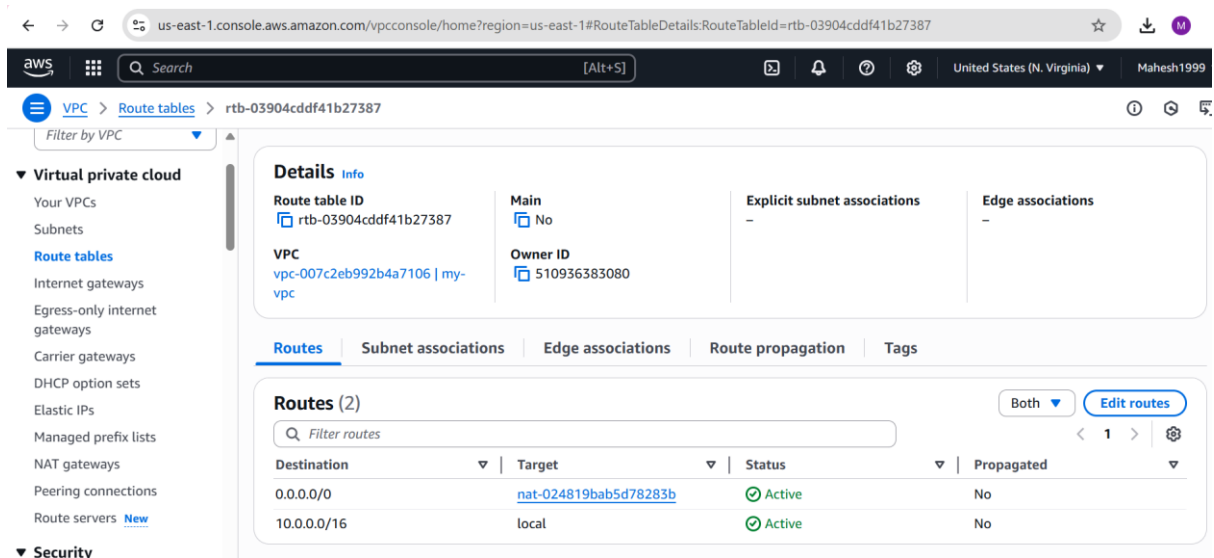 us-east-1.console.aws.amazon.com/vpcconsole/home?region=us-east-1#RouteTableDetails:RouteTableId=rtb-03904cddf41b27387
M
aws
Search [Alt+S] United States (N. Virginia) Mahesh1999
VPC > Route tables > rtb-03904cddf41b27387
Filter by VPC
Virtual private cloud
Your VPCs
Subnets
Route tables
Internet gateways
Egress-only internet
gateways
Carrier gateways
DHCP option sets
Elastic IPs
Managed prefix lists
NAT gateways
Peering connections
Route servers New
Security
Details Info
Route table ID
rtb-03904cddf41b27387
Main
No
Explicit subnet associations
–
Edge associations
–
VPC
vpc-007c2eb992b4a7106 | my-
vpc
Owner ID
510936383080
Routes Subnet associations Edge associations Route propagation Tags
Routes (2)
Both Edit routes
Filter routes
< 1 >
Destination Target Status Propagated
0.0.0.0/0 nat-024819bab5d78283b Active No
10.0.0.0/16 local Active No